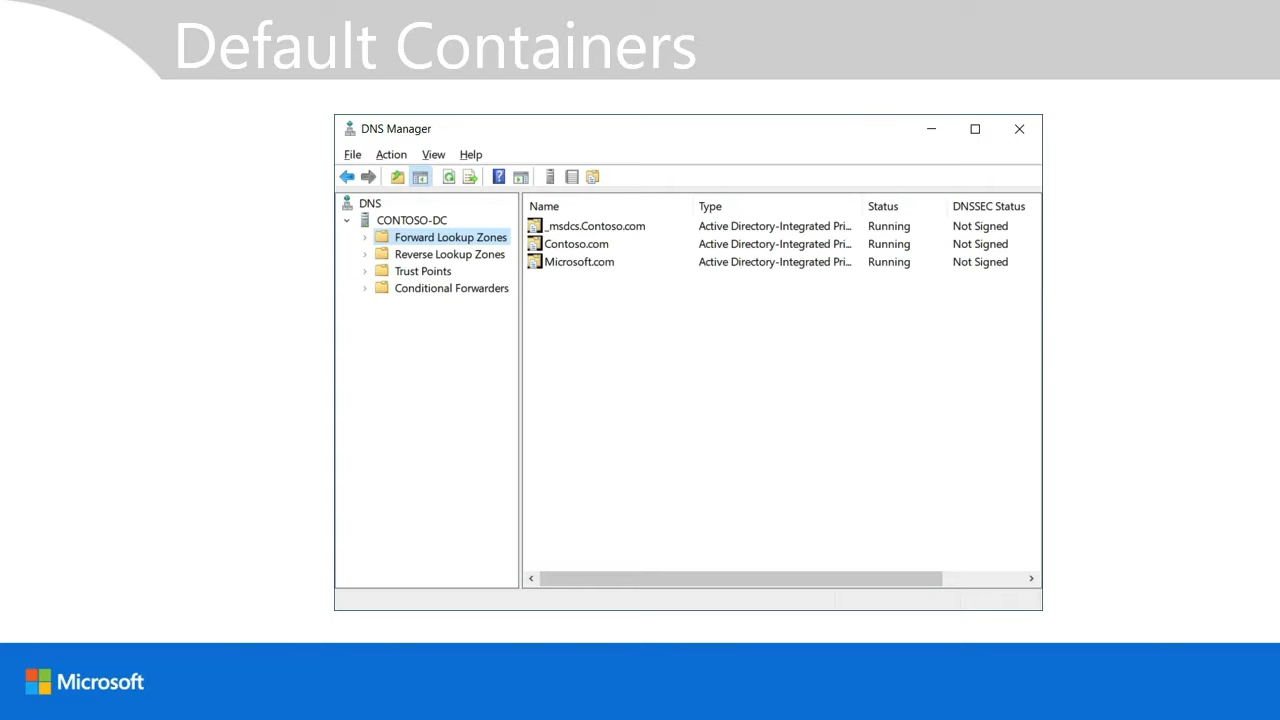 Default Containers
DNS Manager
File Action View Help
DNS
CONTOSO-DC
Forward Lookup Zones
Reverse Lookup Zones
Trust Points
Conditional Forwarders
Name Type Status DNSSEC Status
_msdcs.Contoso.com Active Directory-Integrated Pri... Running Not Signed
Contoso.com Active Directory-Integrated Pri... Running Not Signed
Microsoft.com Active Directory-Integrated Pri... Running Not Signed
Microsoft